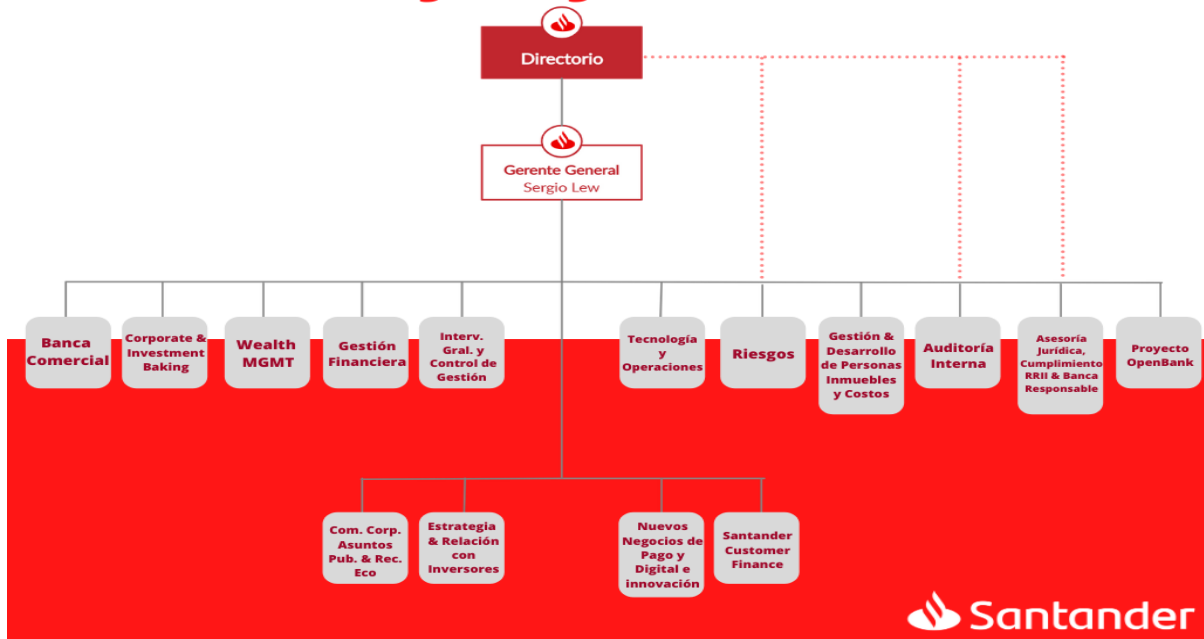 Directorio
Gerente General
Sergio Lew
Banca
Comercial
Corporate &
Investment
Baking
Wealth
MGMT
Gestión
Financiera
Interv.
Gral. y
Control de
Gestión
Tecnología
y
Operaciones
Riesgos
Gestión &
Desarrollo
de Personas
Inmuebles
y Costos
Auditoría
Interna
Asesoría
Jurídica,
Cumplimiento
RRII & Banca
Responsable
Proyecto
OpenBank
Com. Corp.
Asuntos
Pub. & Rec.
Eco
Estrategia
& Relación
con
Inversores
Nuevos
Negocios de
Pago y
Digital e
innovación
Santander
Customer
Finance
Santander